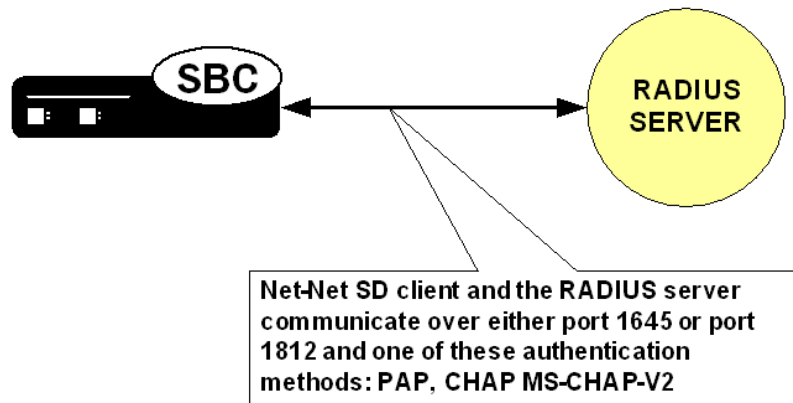 SBC
RADIUS
SERVER
Net-Net SD client and the RADIUS server
communicate over either port 1645 or port
1812 and one of these authentication
methods: PAP, CHAP MS-CHAP-V2